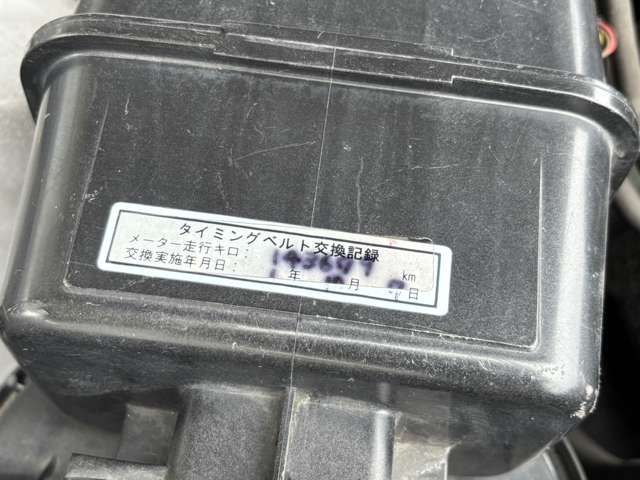 タイミングベルト交換記録
メーター走行キロ： km
交換実施年月日： 年 月 日